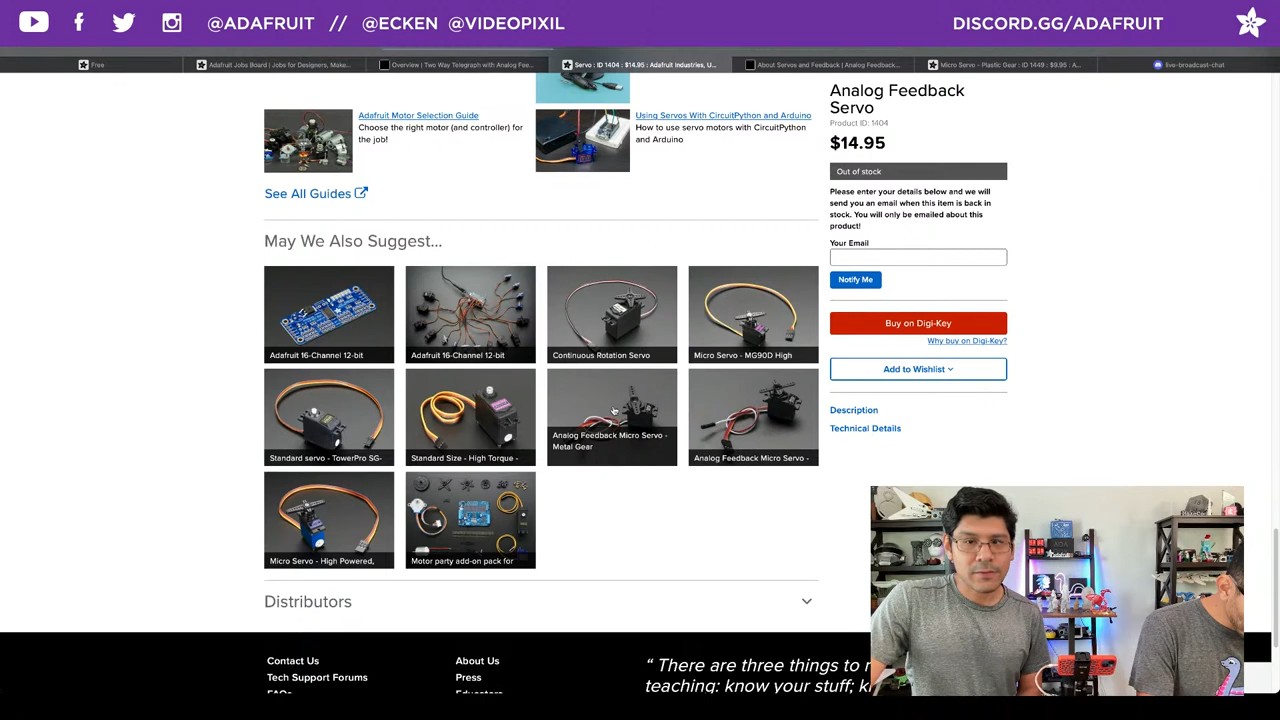 @ADAFRUIT // @ECKEN @VIDEOPIXIL
DISCORD.GG/ADAFRUIT
Free
Adafruit Jobs Board | Jobs for Designers, Make...
Overview | Two Way Telegraph with Analog Fee...
Servo : ID 1404 : $14.95 : Adafruit Industries, U...
About Servos and Feedback | Analog Feedback...
Micro Servo - Plastic Gear : ID 1449 : $9.95 : A...
live-broadcast-chat
Adafruit Motor Selection Guide
Choose the right motor (and controller) for
the job!
Using Servos With CircuitPython and Arduino
How to use servo motors with CircuitPython
and Arduino
See All Guides
May We Also Suggest...
Adafruit 16-Channel 12-bit
Adafruit 16-Channel 12-bit
Continuous Rotation Servo
Micro Servo - MG90D High
Standard servo - TowerPro SG-
Standard Size - High Torque -
Analog Feedback Micro Servo -
Metal Gear
Analog Feedback Micro Servo -
Micro Servo - High Powered,
Motor party add-on pack for
Distributors
Analog Feedback
Servo
Product ID: 1404
$14.95
Out of stock
Please enter your details below and we will
send you an email when this item is back in
stock. You will only be emailed about this
product!
Your Email
Notify Me
Buy on Digi-Key
Why buy on Digi-Key?
Add to Wishlist
Description
Technical Details
Contact Us
Tech Support Forums
FAQs
About Us
Press
Educators
“ There are three things to
teaching: know your stuff;